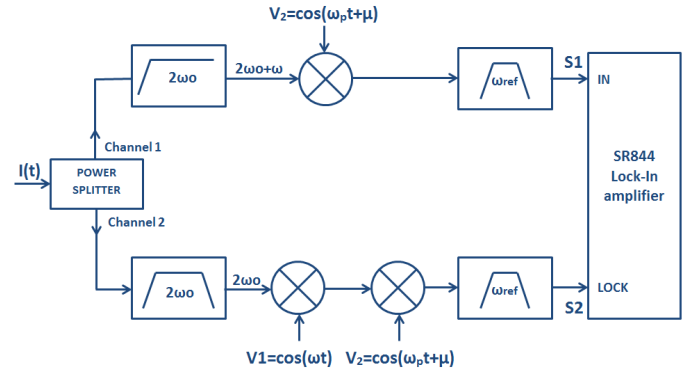 V₂=cos(ωₚt+μ)
2ωo
2ωo+ω
ωref
S1
IN
Channel 1
I(t)
POWER
SPLITTER
SR844
Lock-In
amplifier
Channel 2
2ωo
2ωo
ωref
LOCK
S2
V1=cos(ωt)
V₂=cos(ωₚt+μ)